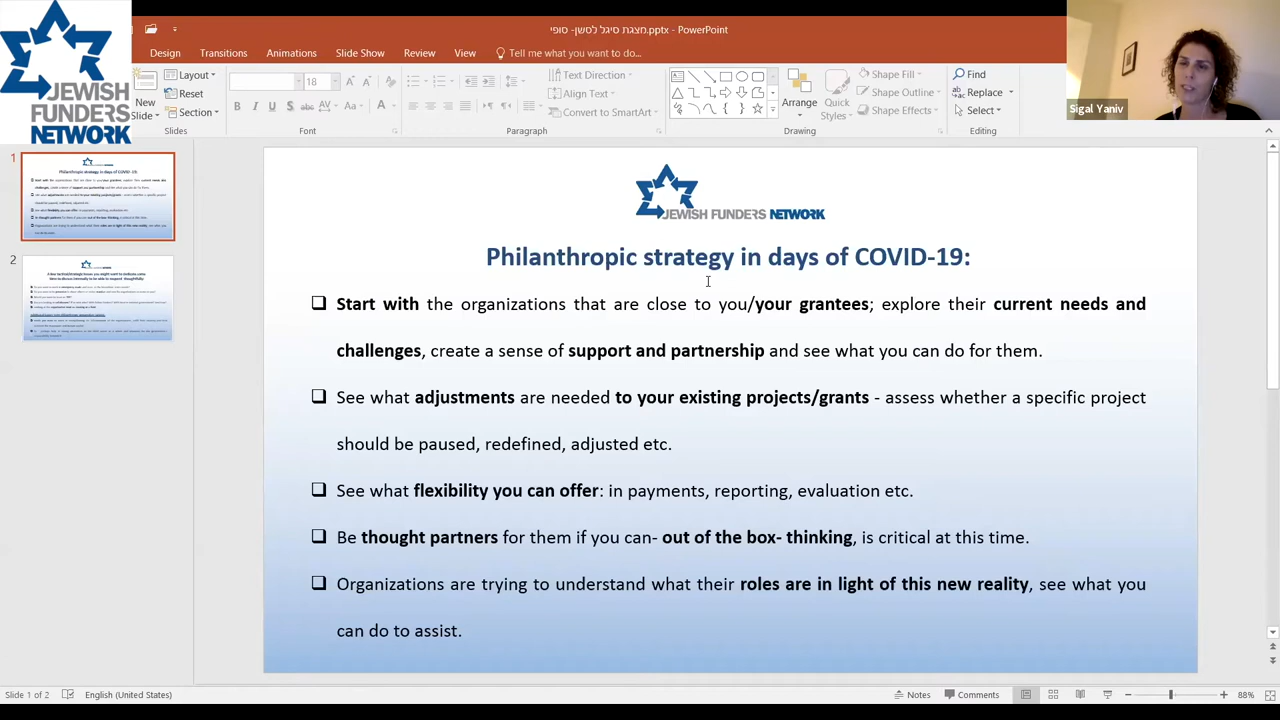 JEWISH
FUNDERS
NETWORK
חצגת סיגל לסשן- סופי.pptx - PowerPoint
Design Transitions Animations Slide Show Review View Tell me what you want to do...
New
Slide
Layout
Reset
Section
Slides
18
Font
Paragraph
Text Direction
Align Text
Convert to SmartArt
Arrange
Quick
Styles
Shape Fill
Shape Outline
Shape Effects
Drawing
Find
Replace
Select
Editing
Sigal Yaniv
1
2
JEWISH FUNDERS NETWORK
Philanthropic strategy in days of COVID-19:
❑ Start with the organizations that are close to you/your grantees; explore their current needs and
challenges, create a sense of support and partnership and see what you can do for them.
❑ See what adjustments are needed to your existing projects/grants - assess whether a specific project
should be paused, redefined, adjusted etc.
❑ See what flexibility you can offer: in payments, reporting, evaluation etc.
❑ Be thought partners for them if you can- out of the box- thinking, is critical at this time.
❑ Organizations are trying to understand what their roles are in light of this new reality, see what you
can do to assist.
Slide 1 of 2 English (United States) Notes Comments 88%